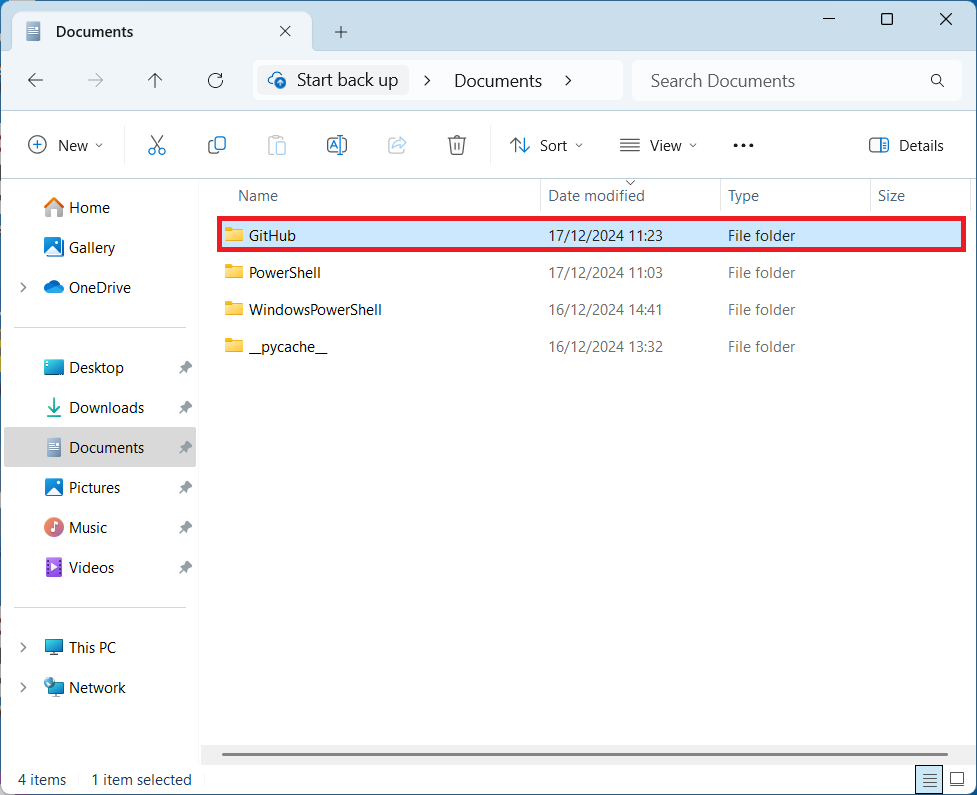 Documents
Start back up
Documents
Search Documents
New
Sort
View
Details
Name Date modified Type Size
Home
Gallery
OneDrive
Desktop
Downloads
Documents
Pictures
Music
Videos
This PC
Network
GitHub 17/12/2024 11:23 File folder
PowerShell 17/12/2024 11:03 File folder
WindowsPowerShell 16/12/2024 14:41 File folder
__pycache__ 16/12/2024 13:32 File folder
4 items 1 item selected